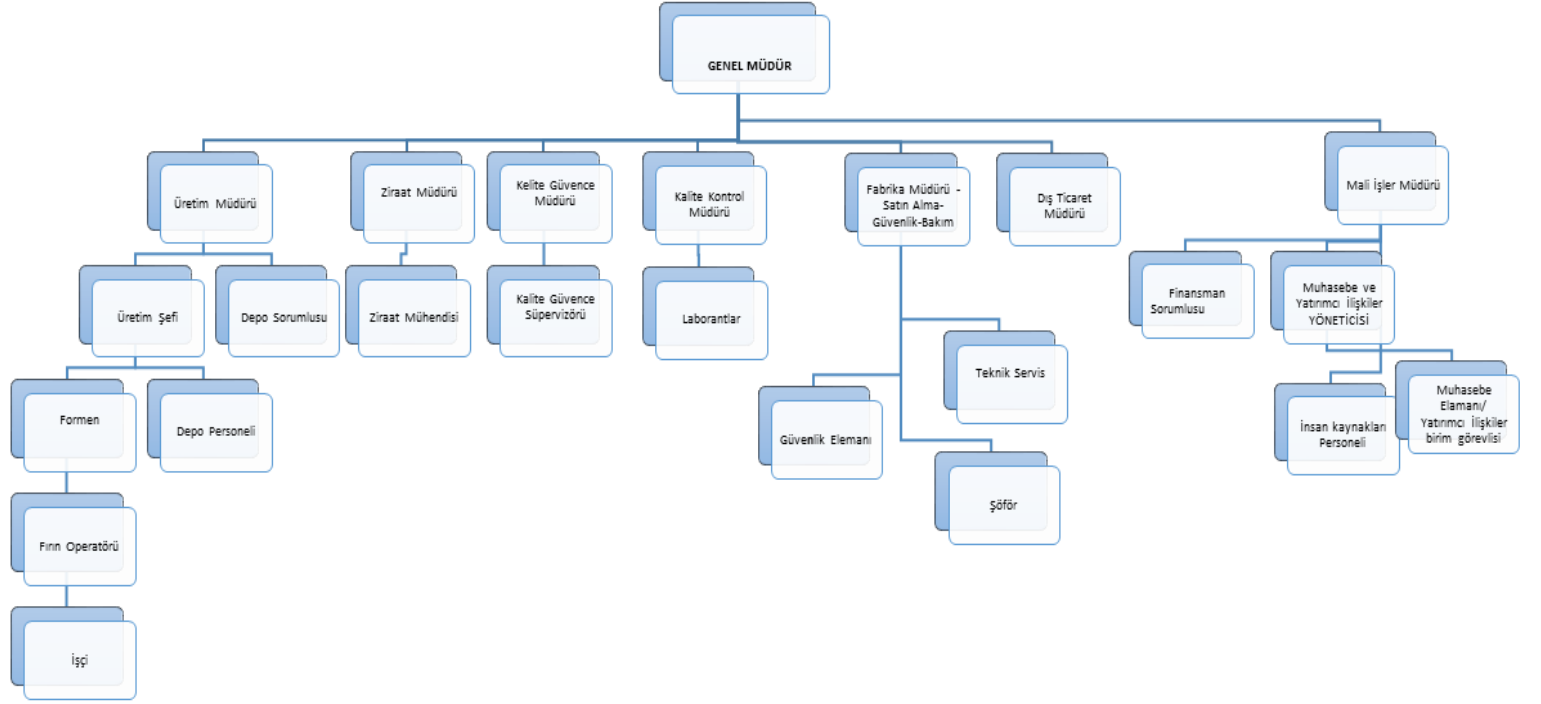 GENEL MÜDÜR
Üretim Müdürü
Ziraat Müdürü
Kelite Güvence
Müdürü
Kalite Kontrol
Müdürü
Fabrika Müdürü -
Satın Alma-
Güvenlik-Bakım
Dış Ticaret
Müdürü
Mali İşler Müdürü
Üretim Şefi
Depo Sorumlusu
Ziraat Mühendisi
Kalite Güvence
Süpervizörü
Laborantlar
Finansman
Sorumlusu
Muhasebe ve
Yatırımcı İlişkiler
YÖNETİCİSİ
Teknik Servis
Formen
Depo Personeli
Güvenlik Elemanı
Şöför
İnsan kaynakları
Personeli
Muhasebe
Elamanı/
Yatırımcı İlişkiler
birim görevlisi
Fırın Operatörü
İşçi